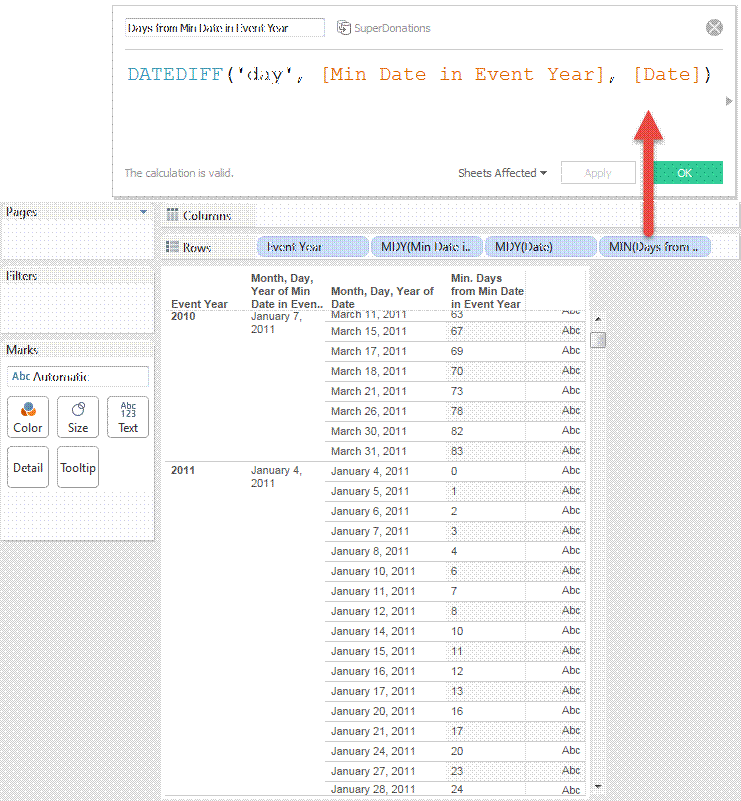 Days from Min Date in Event Year
SuperDonations
DATEDIFF('day', [Min Date in Event Year], [Date])
The calculation is valid.
Sheets Affected
Apply
OK
Pages
Columns
Rows
Event Year
MDY(Min Date i..
MDY(Date)
MIN(Days from ..
Filters
Marks
Abc Automatic
Color
Size
Abc
123
Text
Detail
Tooltip
Event Year
Month, Day,
Year of Min
Date in Even..
Month, Day, Year of
Date
Min. Days
from Min Date
in Event Year
2010 January 7, March 11, 2011 63 Abc
2011 March 15, 2011 67 Abc
March 17, 2011 69 Abc
March 18, 2011 70 Abc
March 21, 2011 73 Abc
March 26, 2011 78 Abc
March 30, 2011 82 Abc
March 31, 2011 83 Abc
2011 January 4, January 4, 2011 0 Abc
2011 January 5, 2011 1 Abc
January 6, 2011 2 Abc
January 7, 2011 3 Abc
January 8, 2011 4 Abc
January 10, 2011 6 Abc
January 11, 2011 7 Abc
January 12, 2011 8 Abc
January 14, 2011 10 Abc
January 15, 2011 11 Abc
January 16, 2011 12 Abc
January 17, 2011 13 Abc
January 20, 2011 16 Abc
January 21, 2011 17 Abc
January 24, 2011 20 Abc
January 27, 2011 23 Abc
January 28, 2011 24 Abc